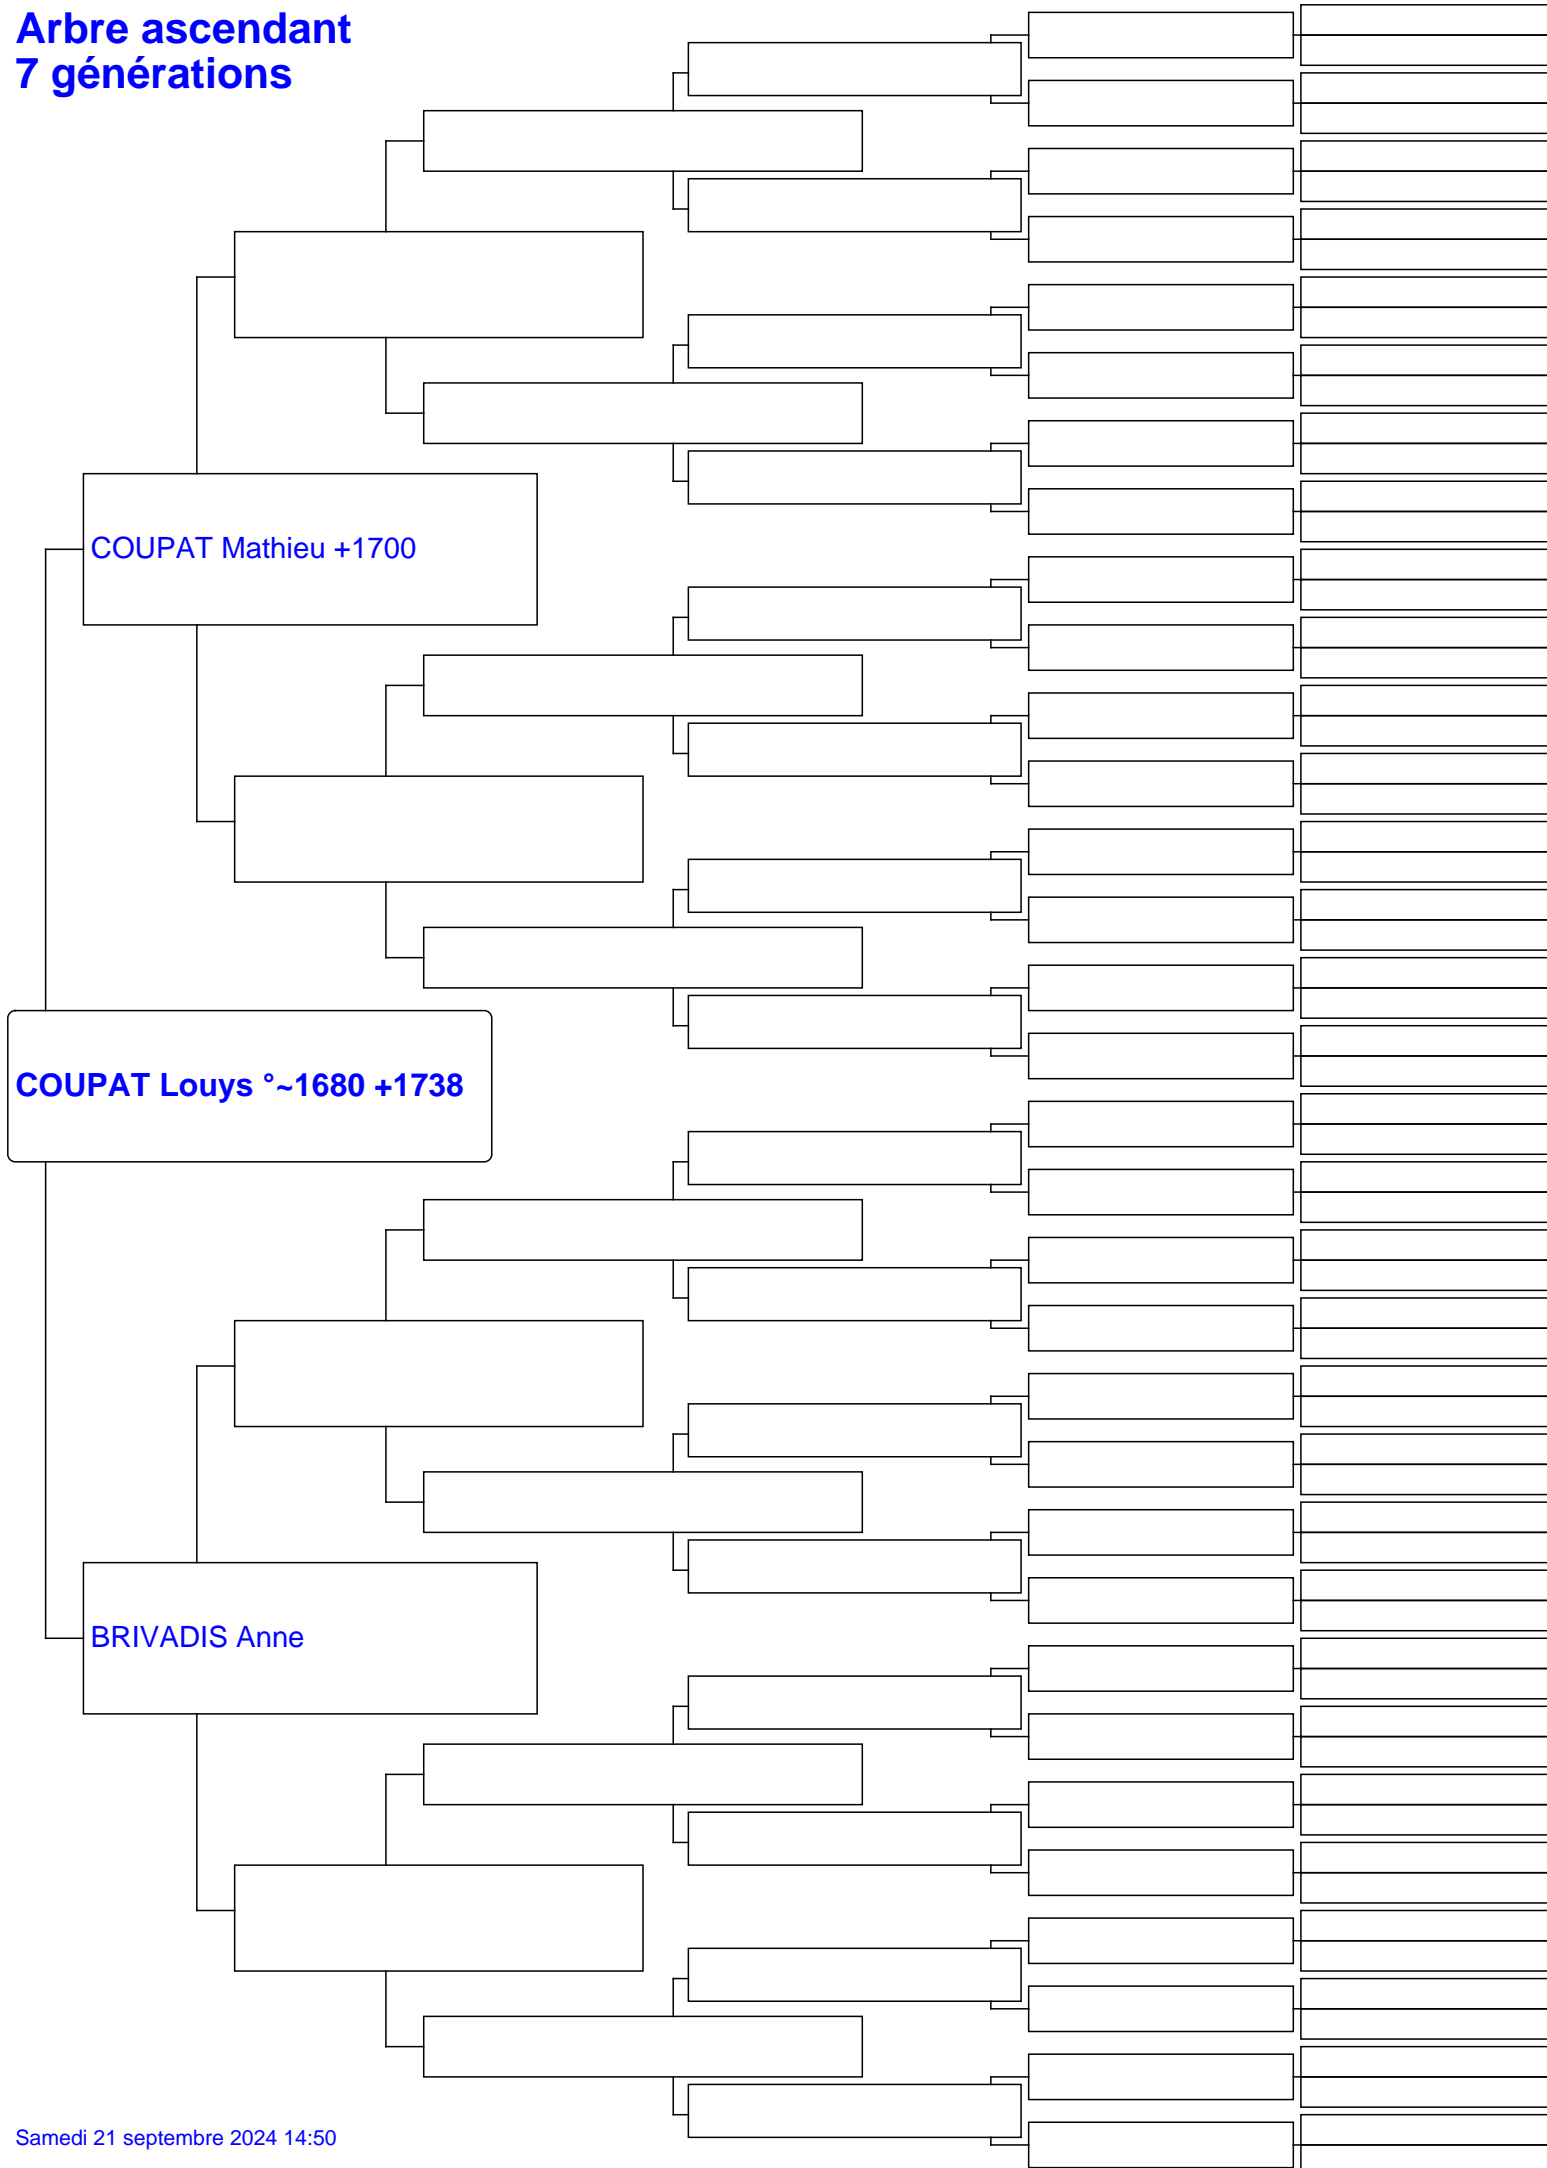 Arbre ascendant
7 générations
COUPAT Mathieu +1700
COUPAT Louys °~1680 +1738
BRIVADIS Anne
Samedi 21 septembre 2024 14:50